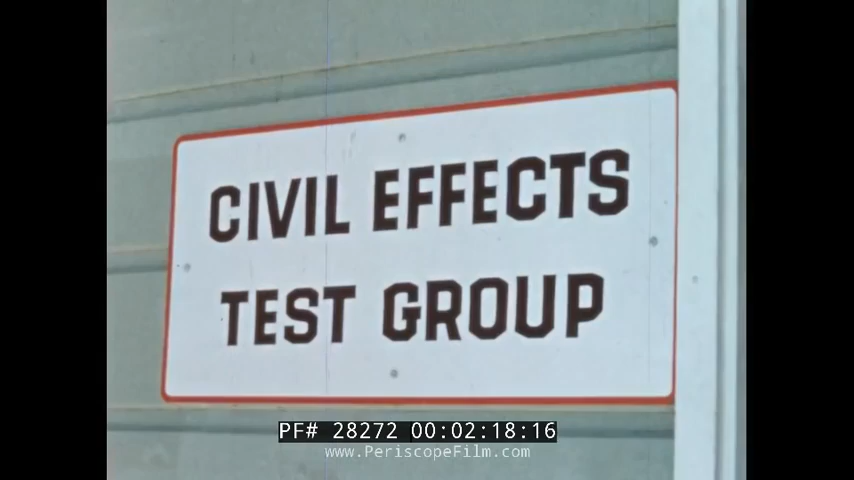 CIVIL EFFECTS
TEST GROUP
PF# 28272 00:02:18:16
www.PeriscopeFilm.com